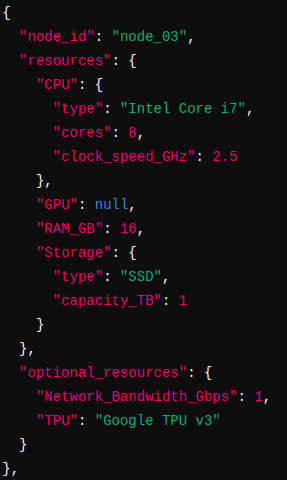 {
  "node_id": "node_03",
  "resources": {
    "CPU": {
      "type": "Intel Core i7",
      "cores": 8,
      "clock_speed_GHz": 2.5
    },
    "GPU": null,
    "RAM_GB": 16,
    "Storage": {
      "type": "SSD",
      "capacity_TB": 1
    }
  },
  "optional_resources": {
    "Network_Bandwidth_Gbps": 1,
    "TPU": "Google TPU v3"
  }
},